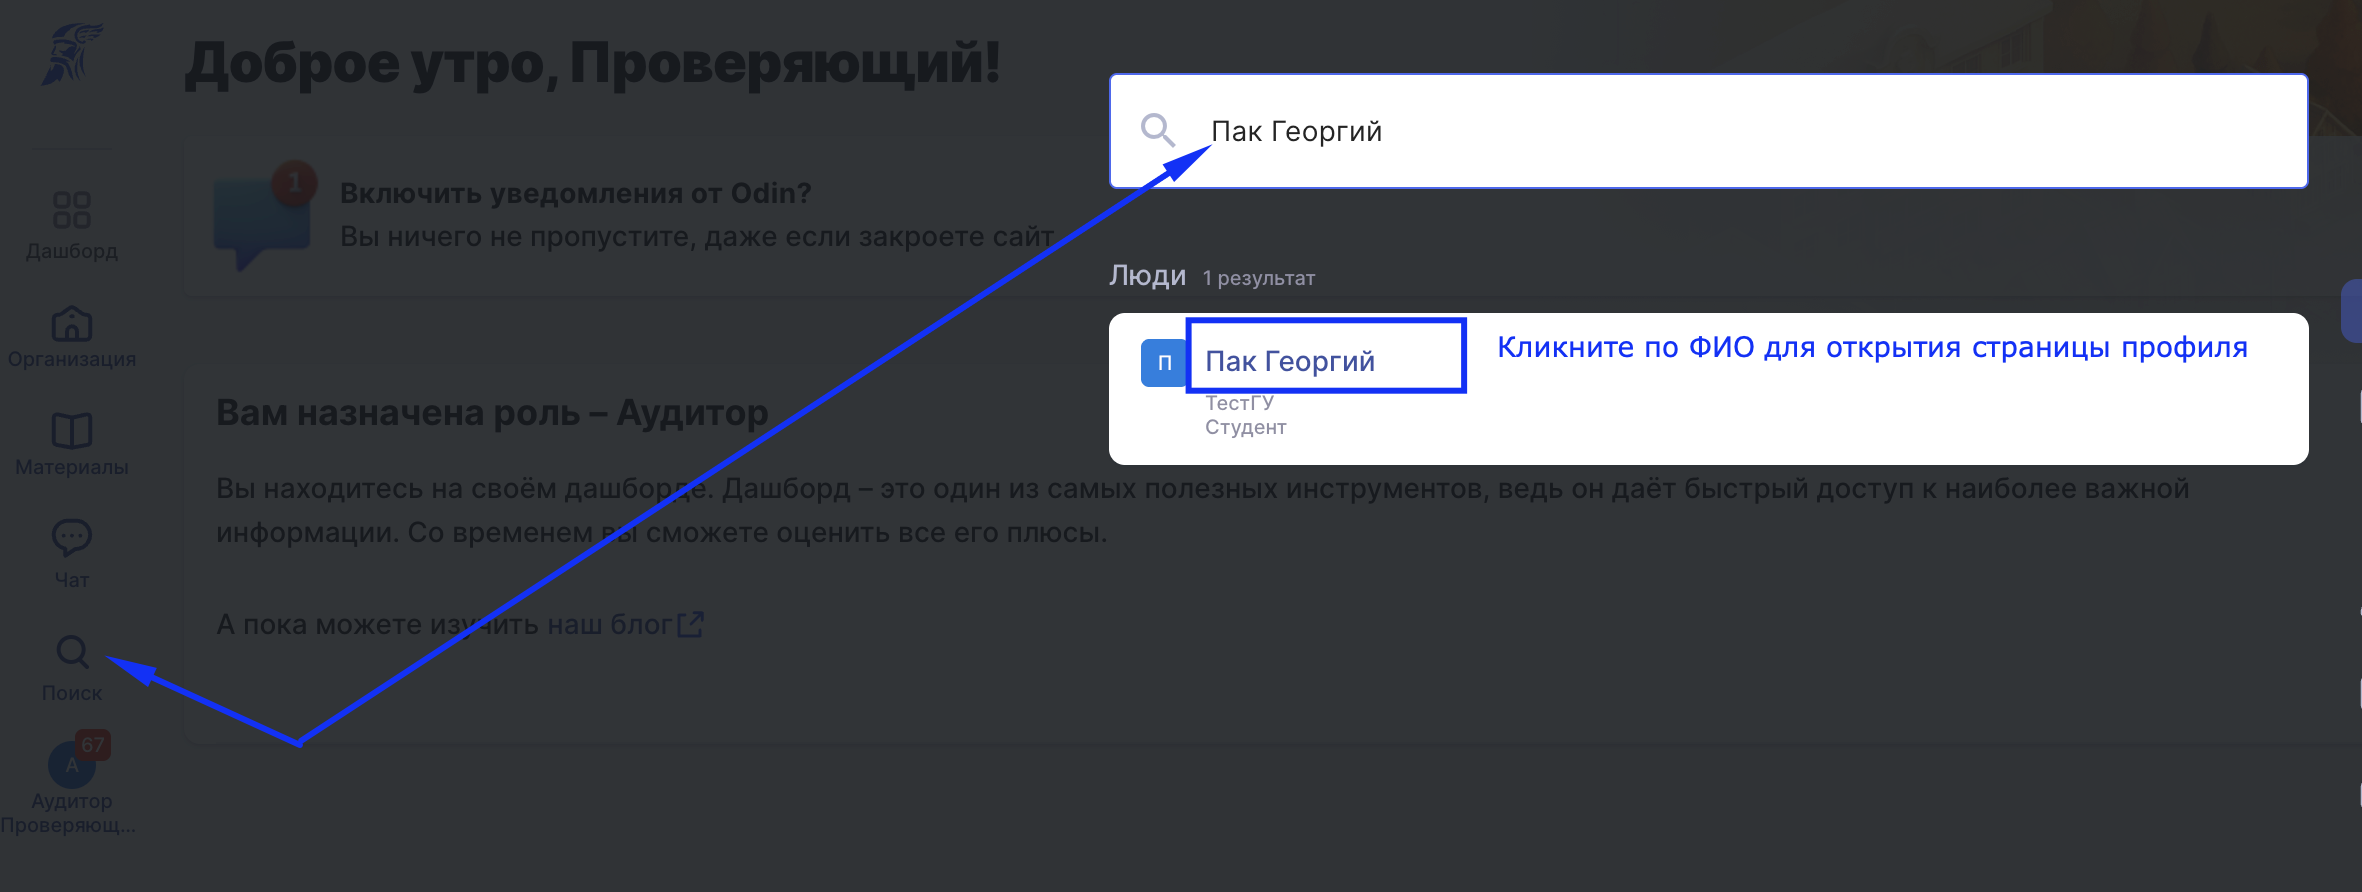 Доброе утро, Проверяющий!
Пак Георгий
1
Включить уведомления от Odin?
Вы ничего не пропустите, даже если закроете сайт
Дашборд
Люди 1 результат
Организация
П
Пак Георгий
Кликните по ФИО для открытия страницы профиля
ТестГУ
Студент
Вам назначена роль – Аудитор
Материалы
Вы находитесь на своём дашборде. Дашборд – это один из самых полезных инструментов, ведь он даёт быстрый доступ к наиболее важной
информации. Со временем вы сможете оценить все его плюсы.
Чат
А пока можете изучить наш блог
Поиск
67
А
Аудитор
Проверяющ...